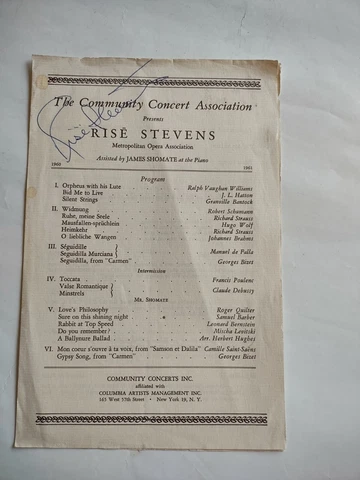 The Community Concert Association
Presents
RISË STEVENS
Metropolitan Opera Association
Assisted by JAMES SHOMATE at the Piano
1960 1961
Program
I. Orpheus with his Lute Ralph Vaughan Williams
Bid Me to Live J. L. Hatton
Silent Strings Granville Bantock
II. Widmung Robert Schumann
Ruhe, meine Seele Richard Strauss
Mausfallen-sprüchlein Hugo Wolf
Heimkehr Richard Strauss
O liebliche Wangen Johannes Brahms
III. Séguidille
Seguidilla Murciana Manuel de Falla
Seguidilla, from "Carmen" Georges Bizet
Intermission
IV. Toccata Francis Poulenc
Valse Romantique
Minstrels Claude Debussy
MR. SHOMATE
V. Love's Philosophy Roger Quilter
Sure on this shining night Samuel Barber
Rabbit at Top Speed Leonard Bernstein
Do you remember? Mischa Levitzki
A Ballynure Ballad Arr. Herbert Hughes
VI. Mon coeur s'ouvre à ta voix, from "Samson et Dalila" Camille Saint-Saëns
Gypsy Song, from "Carmen" Georges Bizet
COMMUNITY CONCERTS INC.
affiliated with
COLUMBIA ARTISTS MANAGEMENT INC.
165 West 57th Street • New York 19, N. Y.